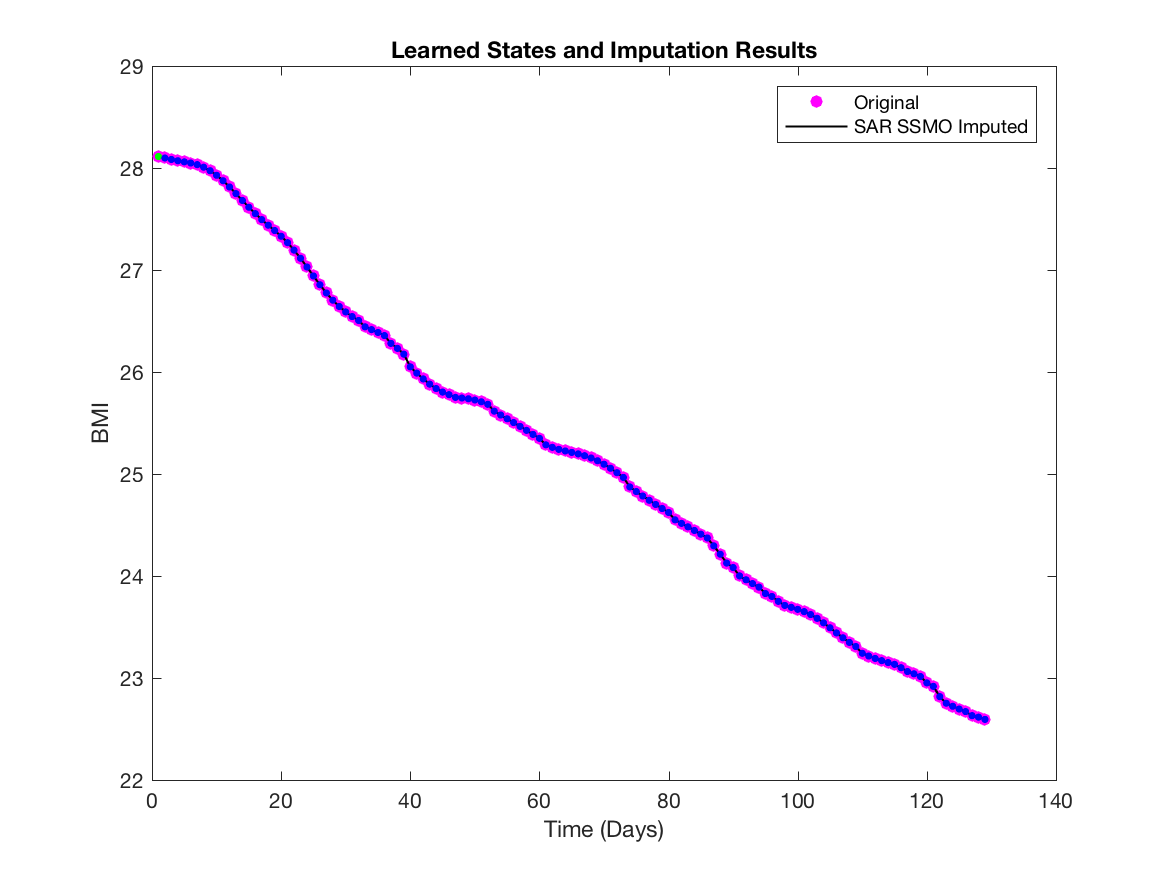 Learned States and Imputation Results
Original
SAR SSMO Imputed
29
28
27
26
25
24
23
22
BMI
0 20 40 60 80 100 120 140
Time (Days)